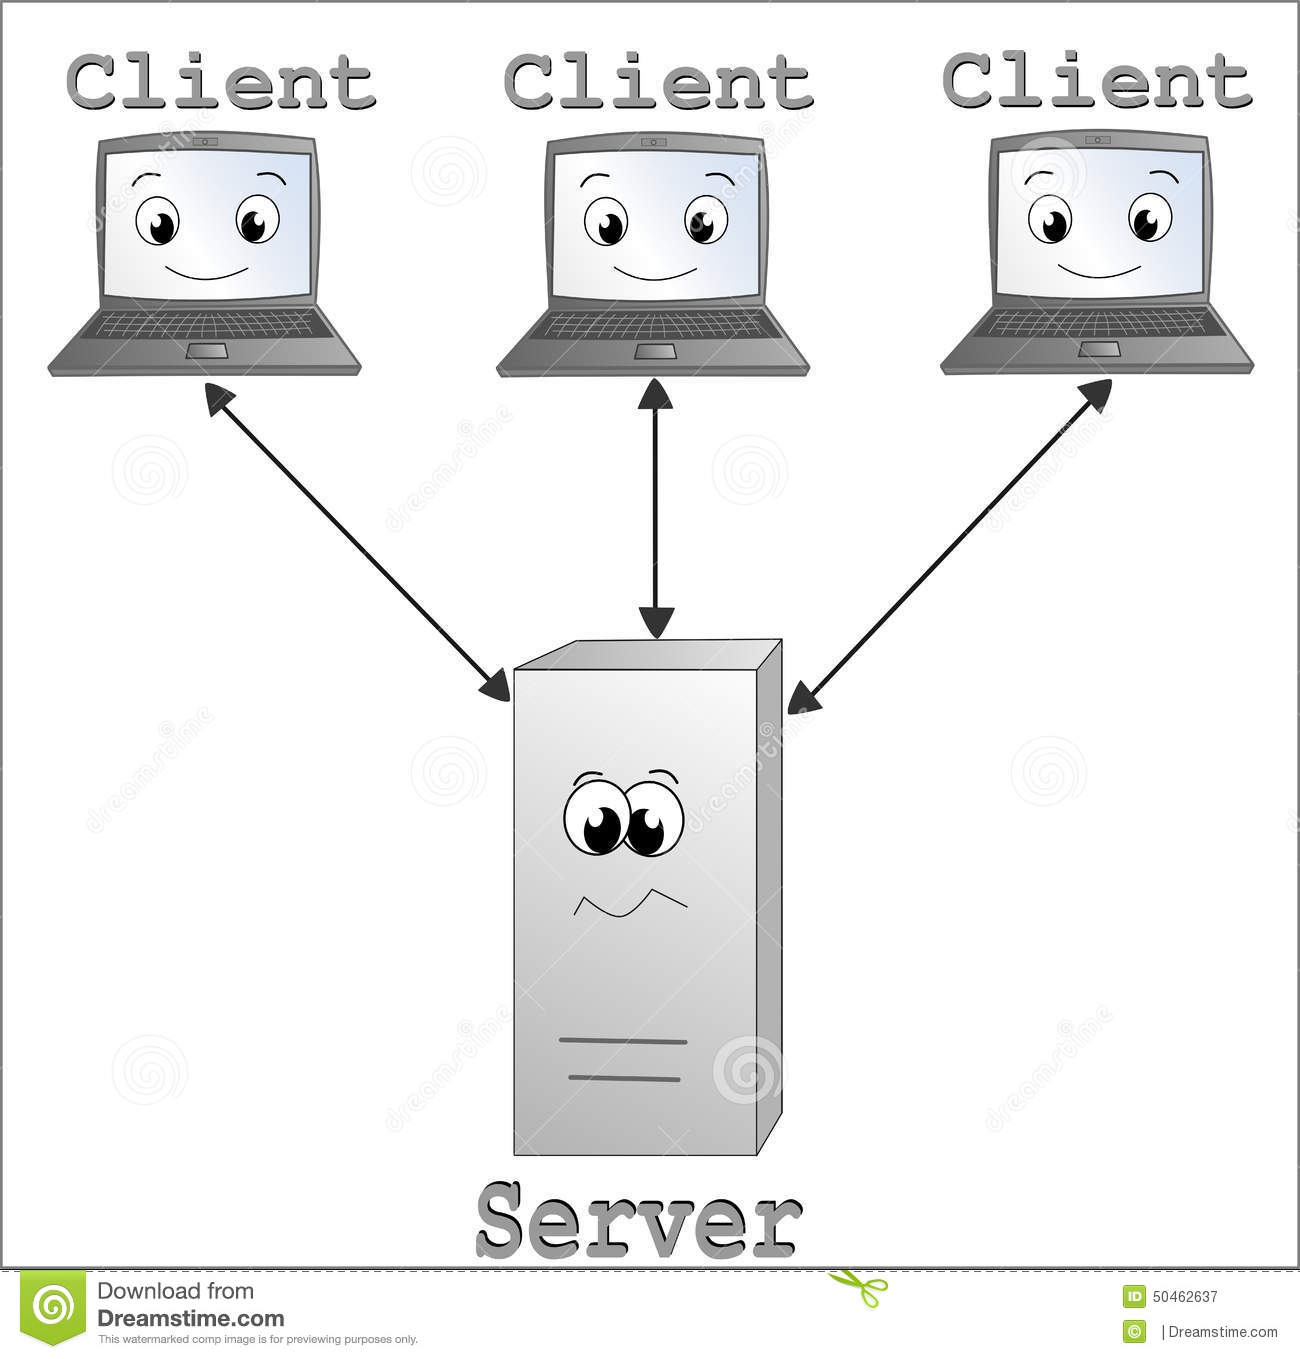 Client Client Client
Server
Download from
Dreamstime.com
This watermarked comp image is for previewing purposes only.
ID 50462637
© | Dreamstime.com
dreamstime